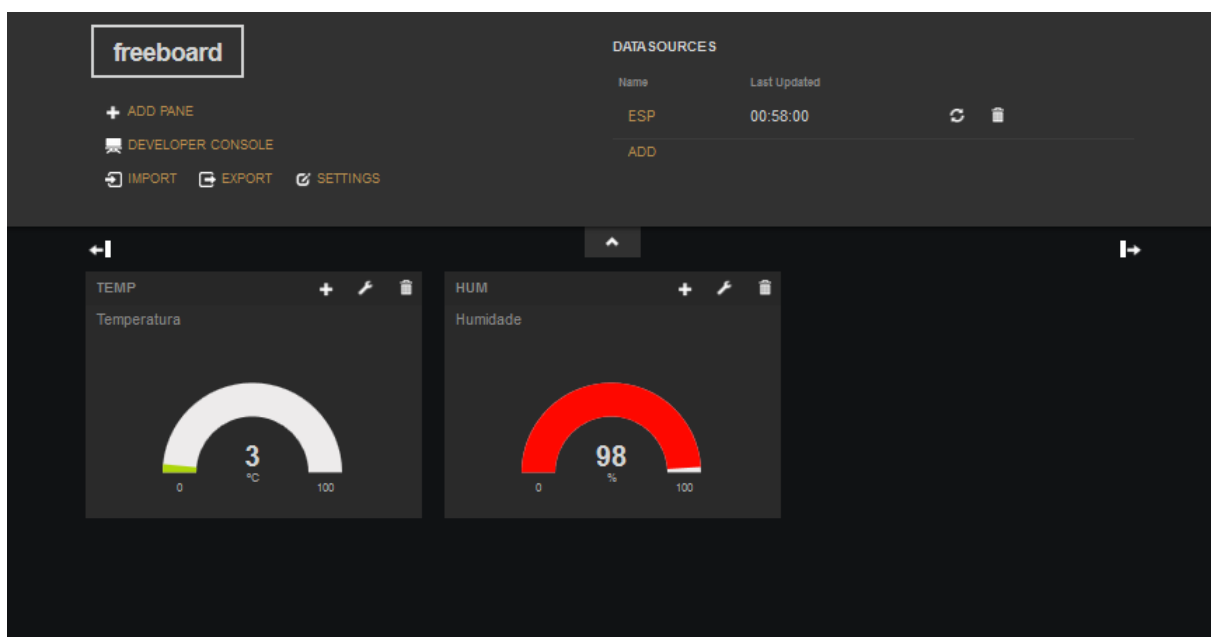 freeboard
ADD PANE
DEVELOPER CONSOLE
IMPORT EXPORT SETTINGS
DATASOURCES
Name Last Updated
ESP 00:58:00
ADD
TEMP
Temperatura
3
°C
0 100
HUM
Humidade
98
%
0 100